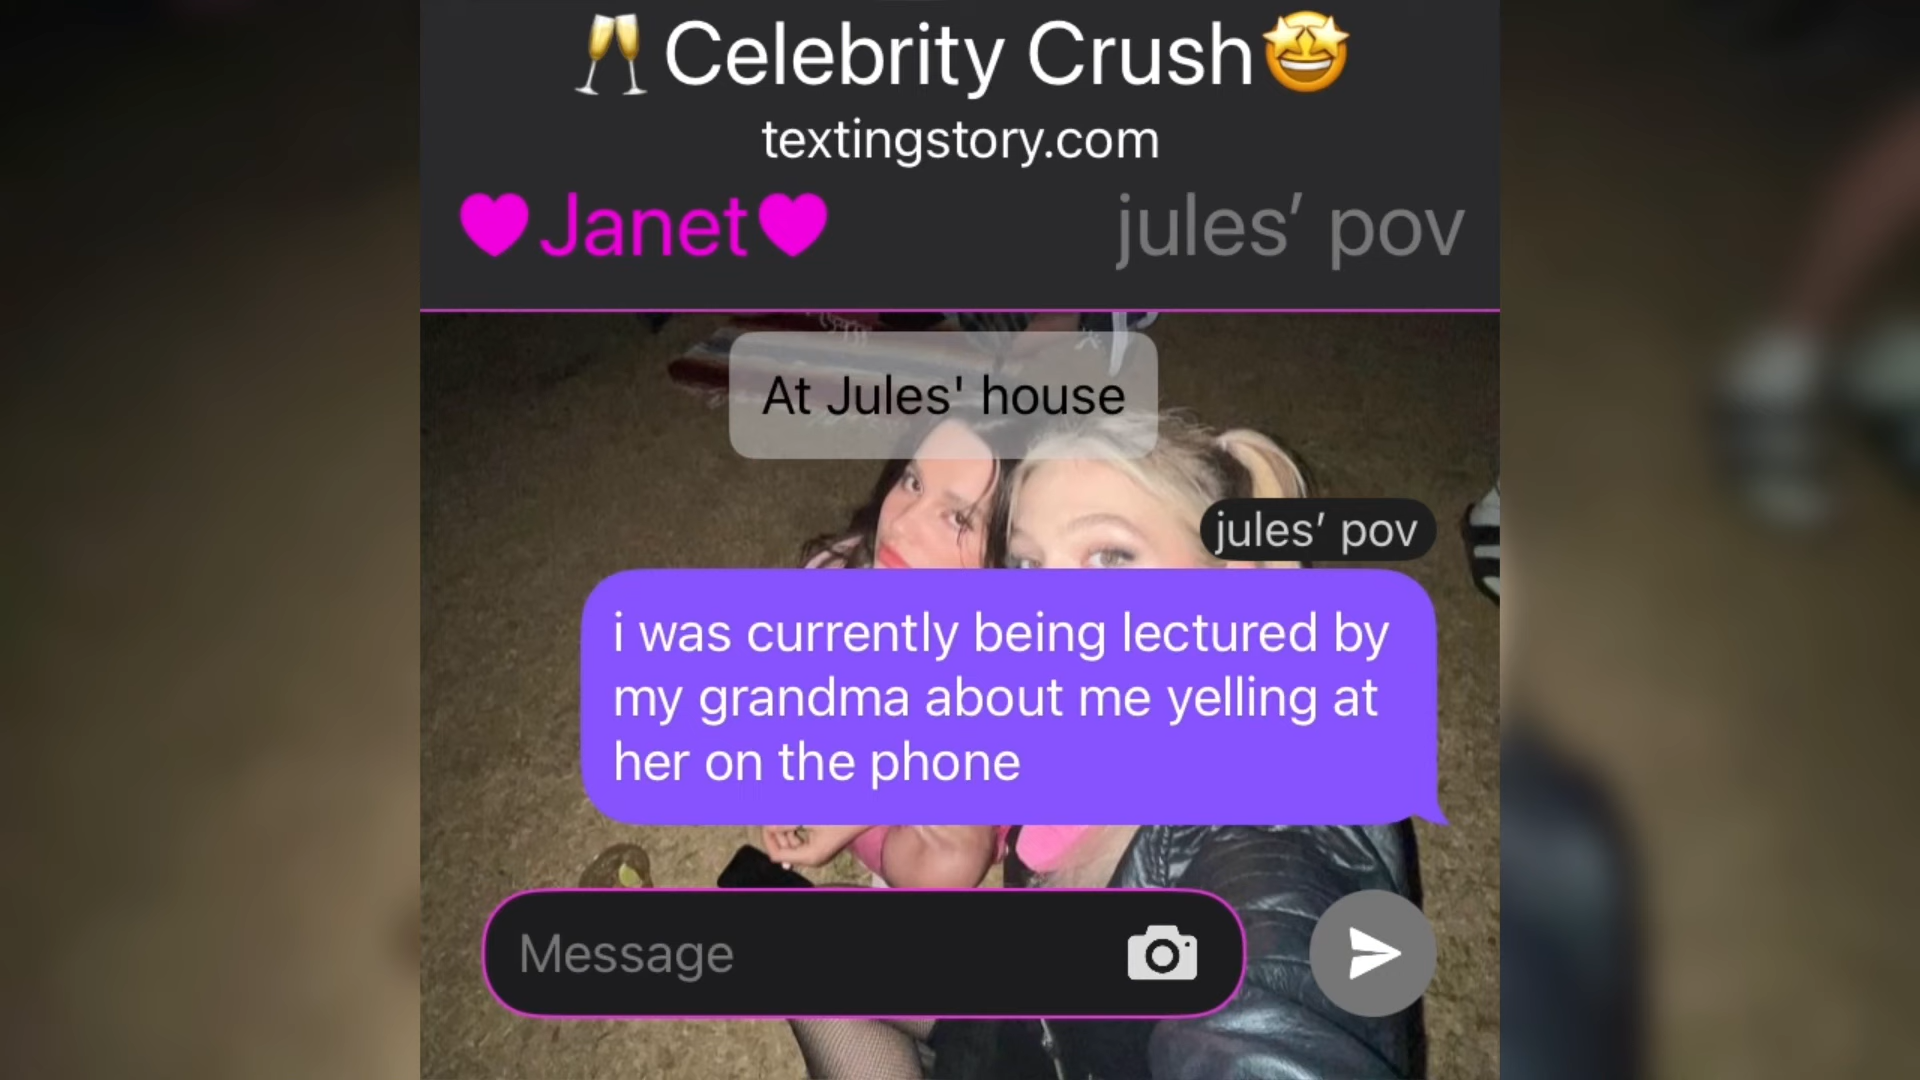 🥂Celebrity Crush🤩
textingstory.com
♥Janet♥ jules’ pov
At Jules' house
jules’ pov
i was currently being lectured by
my grandma about me yelling at
her on the phone
Message